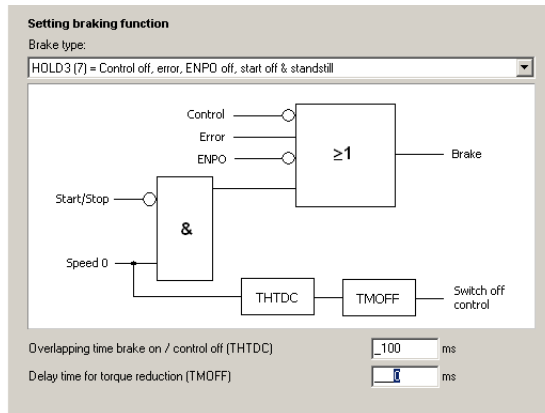 Setting braking function
Brake type:
HOLD3 (7) = Control off, error, ENPO off, start off & standstill
Control
Error
ENPO
≥1
Brake
Start/Stop
&
Speed 0
THTDC
TMOFF
Switch off
control
Overlapping time brake on / control off (THTDC)
_100 ms
Delay time for torque reduction (TMOFF)
___0 ms